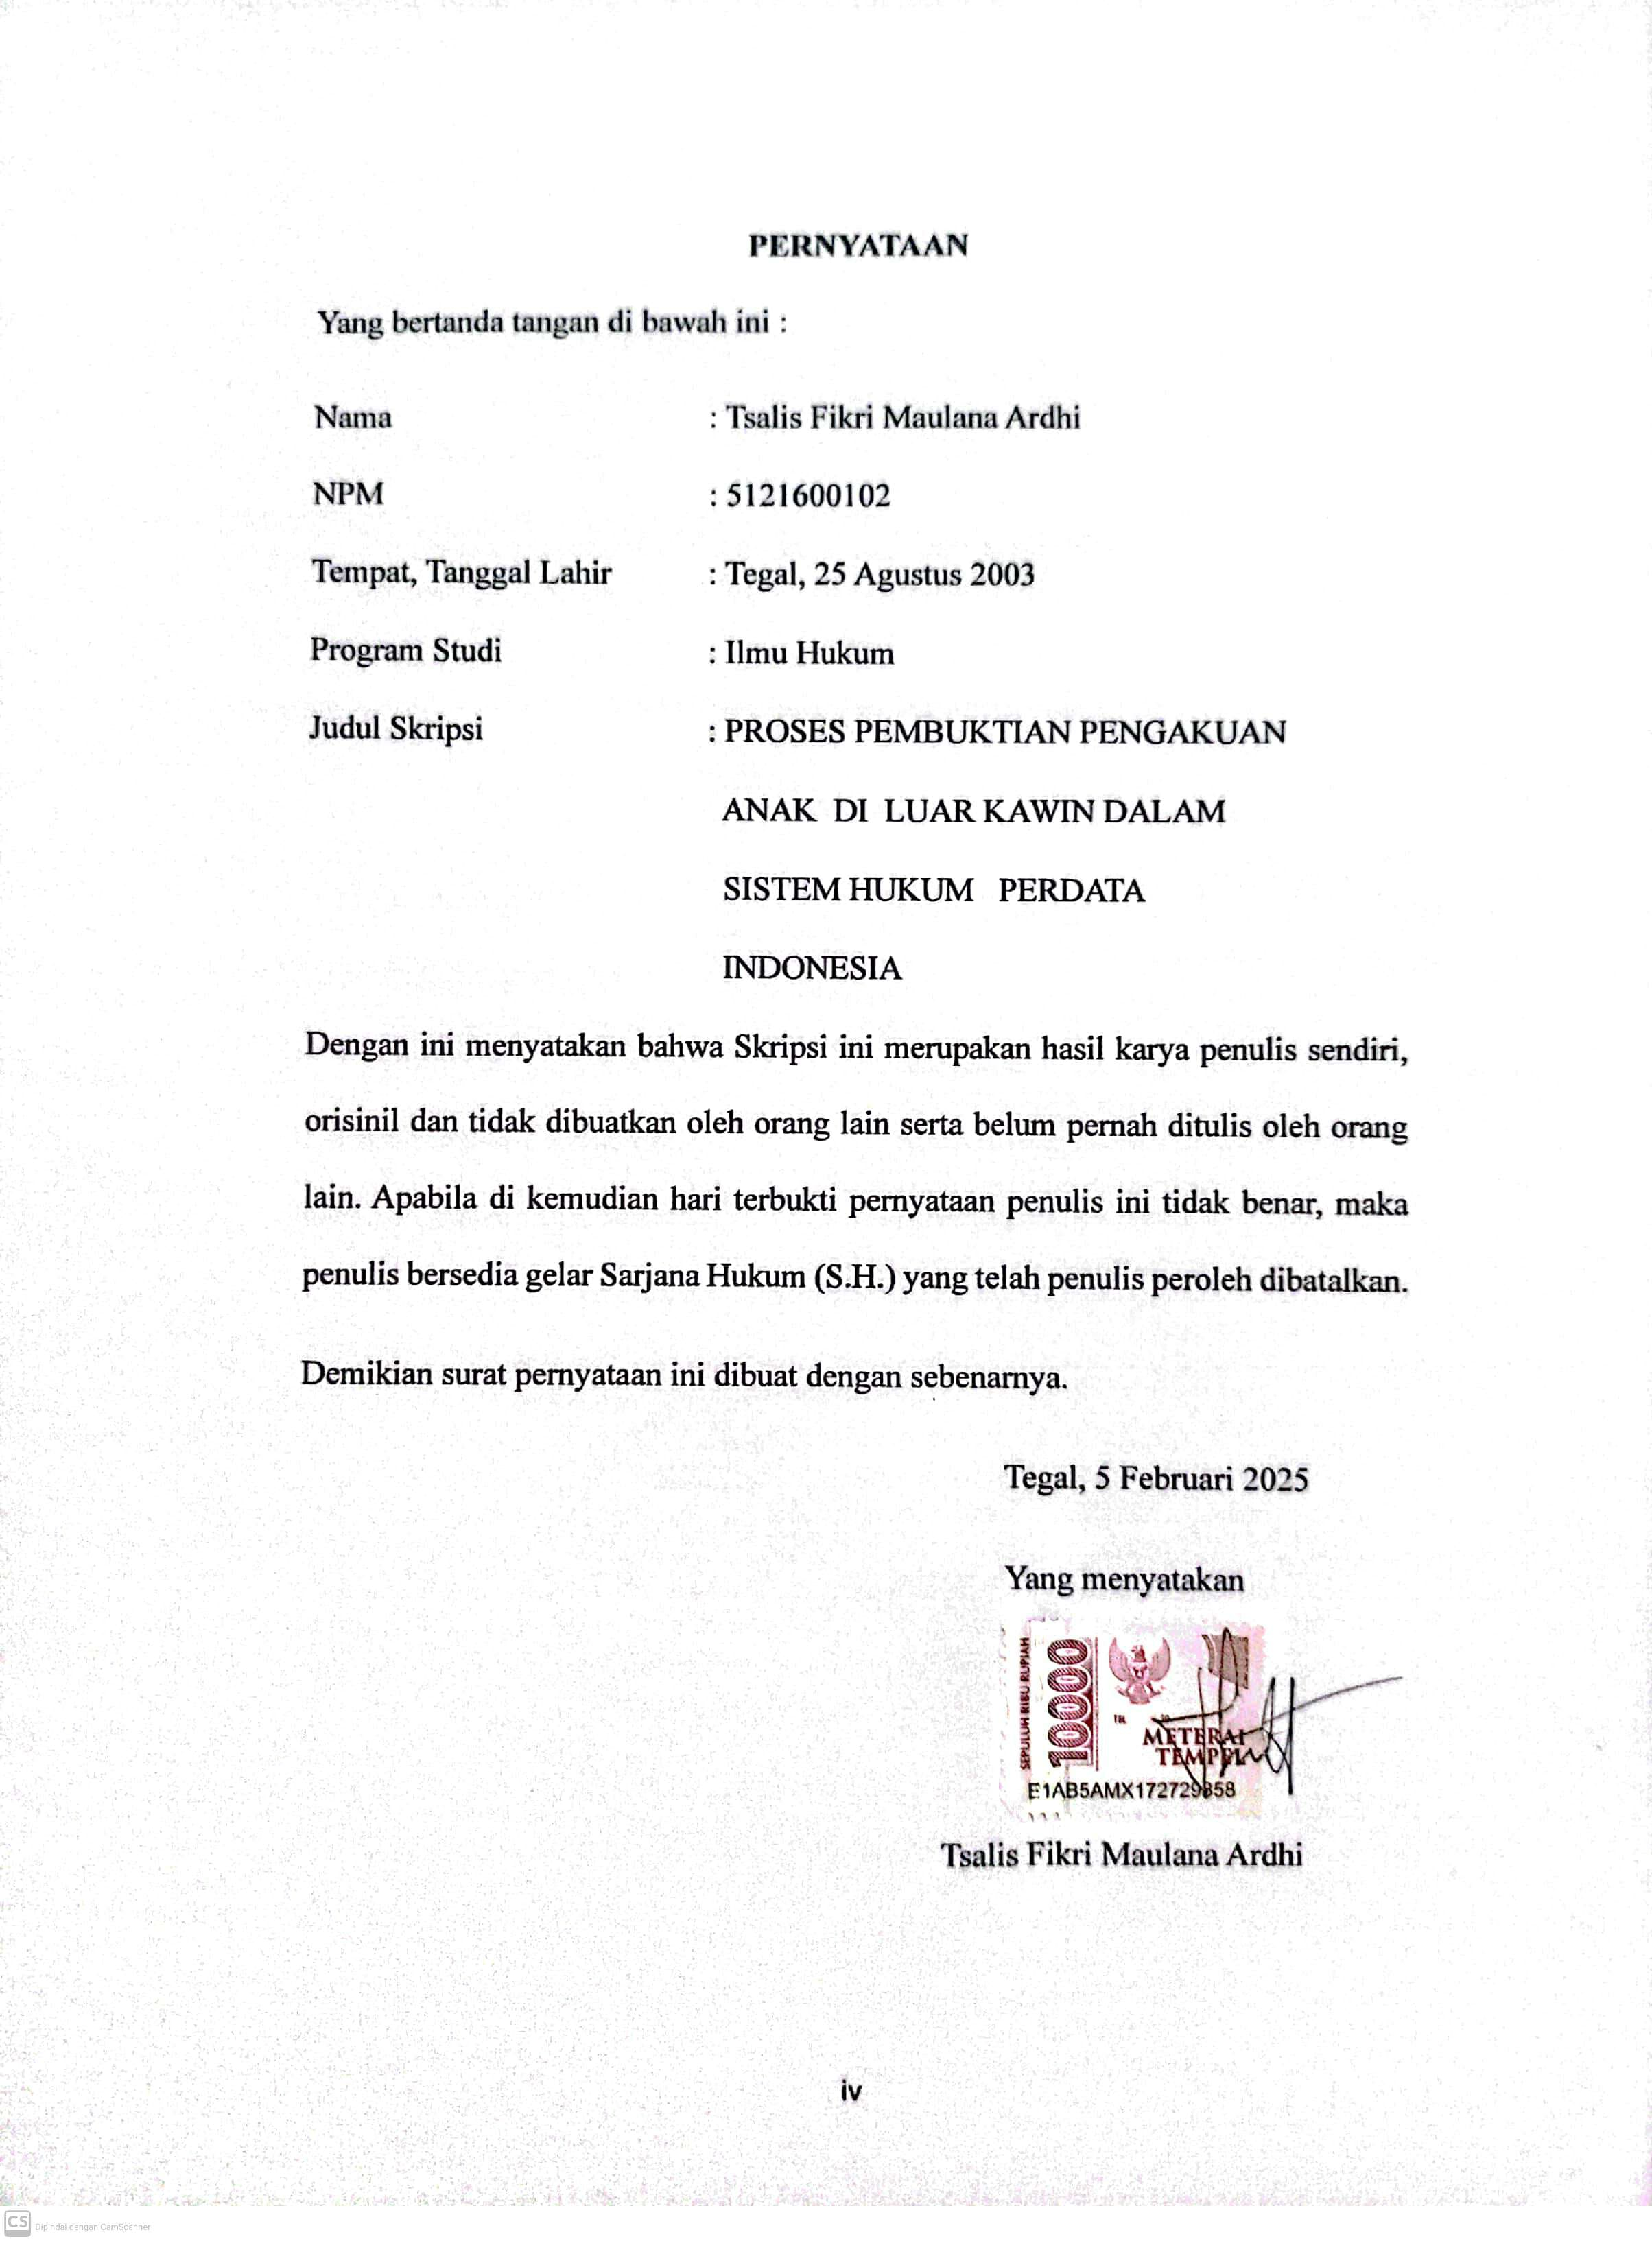 PERNYATAAN
Yang bertanda tangan di bawah ini :
Nama : Tsalis Fikri Maulana Ardhi
NPM : 5121600102
Tempat, Tanggal Lahir : Tegal, 25 Agustus 2003
Program Studi : Ilmu Hukum
Judul Skripsi : PROSES PEMBUKTIAN PENGAKUAN
ANAK DI LUAR KAWIN DALAM
SISTEM HUKUM PERDATA
INDONESIA
Dengan ini menyatakan bahwa Skripsi ini merupakan hasil karya penulis sendiri,
orisinil dan tidak dibuatkan oleh orang lain serta belum pernah ditulis oleh orang
lain. Apabila di kemudian hari terbukti pernyataan penulis ini tidak benar, maka
penulis bersedia gelar Sarjana Hukum (S.H.) yang telah penulis peroleh dibatalkan.
Demikian surat pernyataan ini dibuat dengan sebenarnya.
Tegal, 5 Februari 2025
Yang menyatakan
SEPULUH RIBU RUPIAH
10000
TGL
METERAI
TEMPEL
E1AB5AMX172729858
Tsalis Fikri Maulana Ardhi
iv
CS Dipindai dengan CamScanner